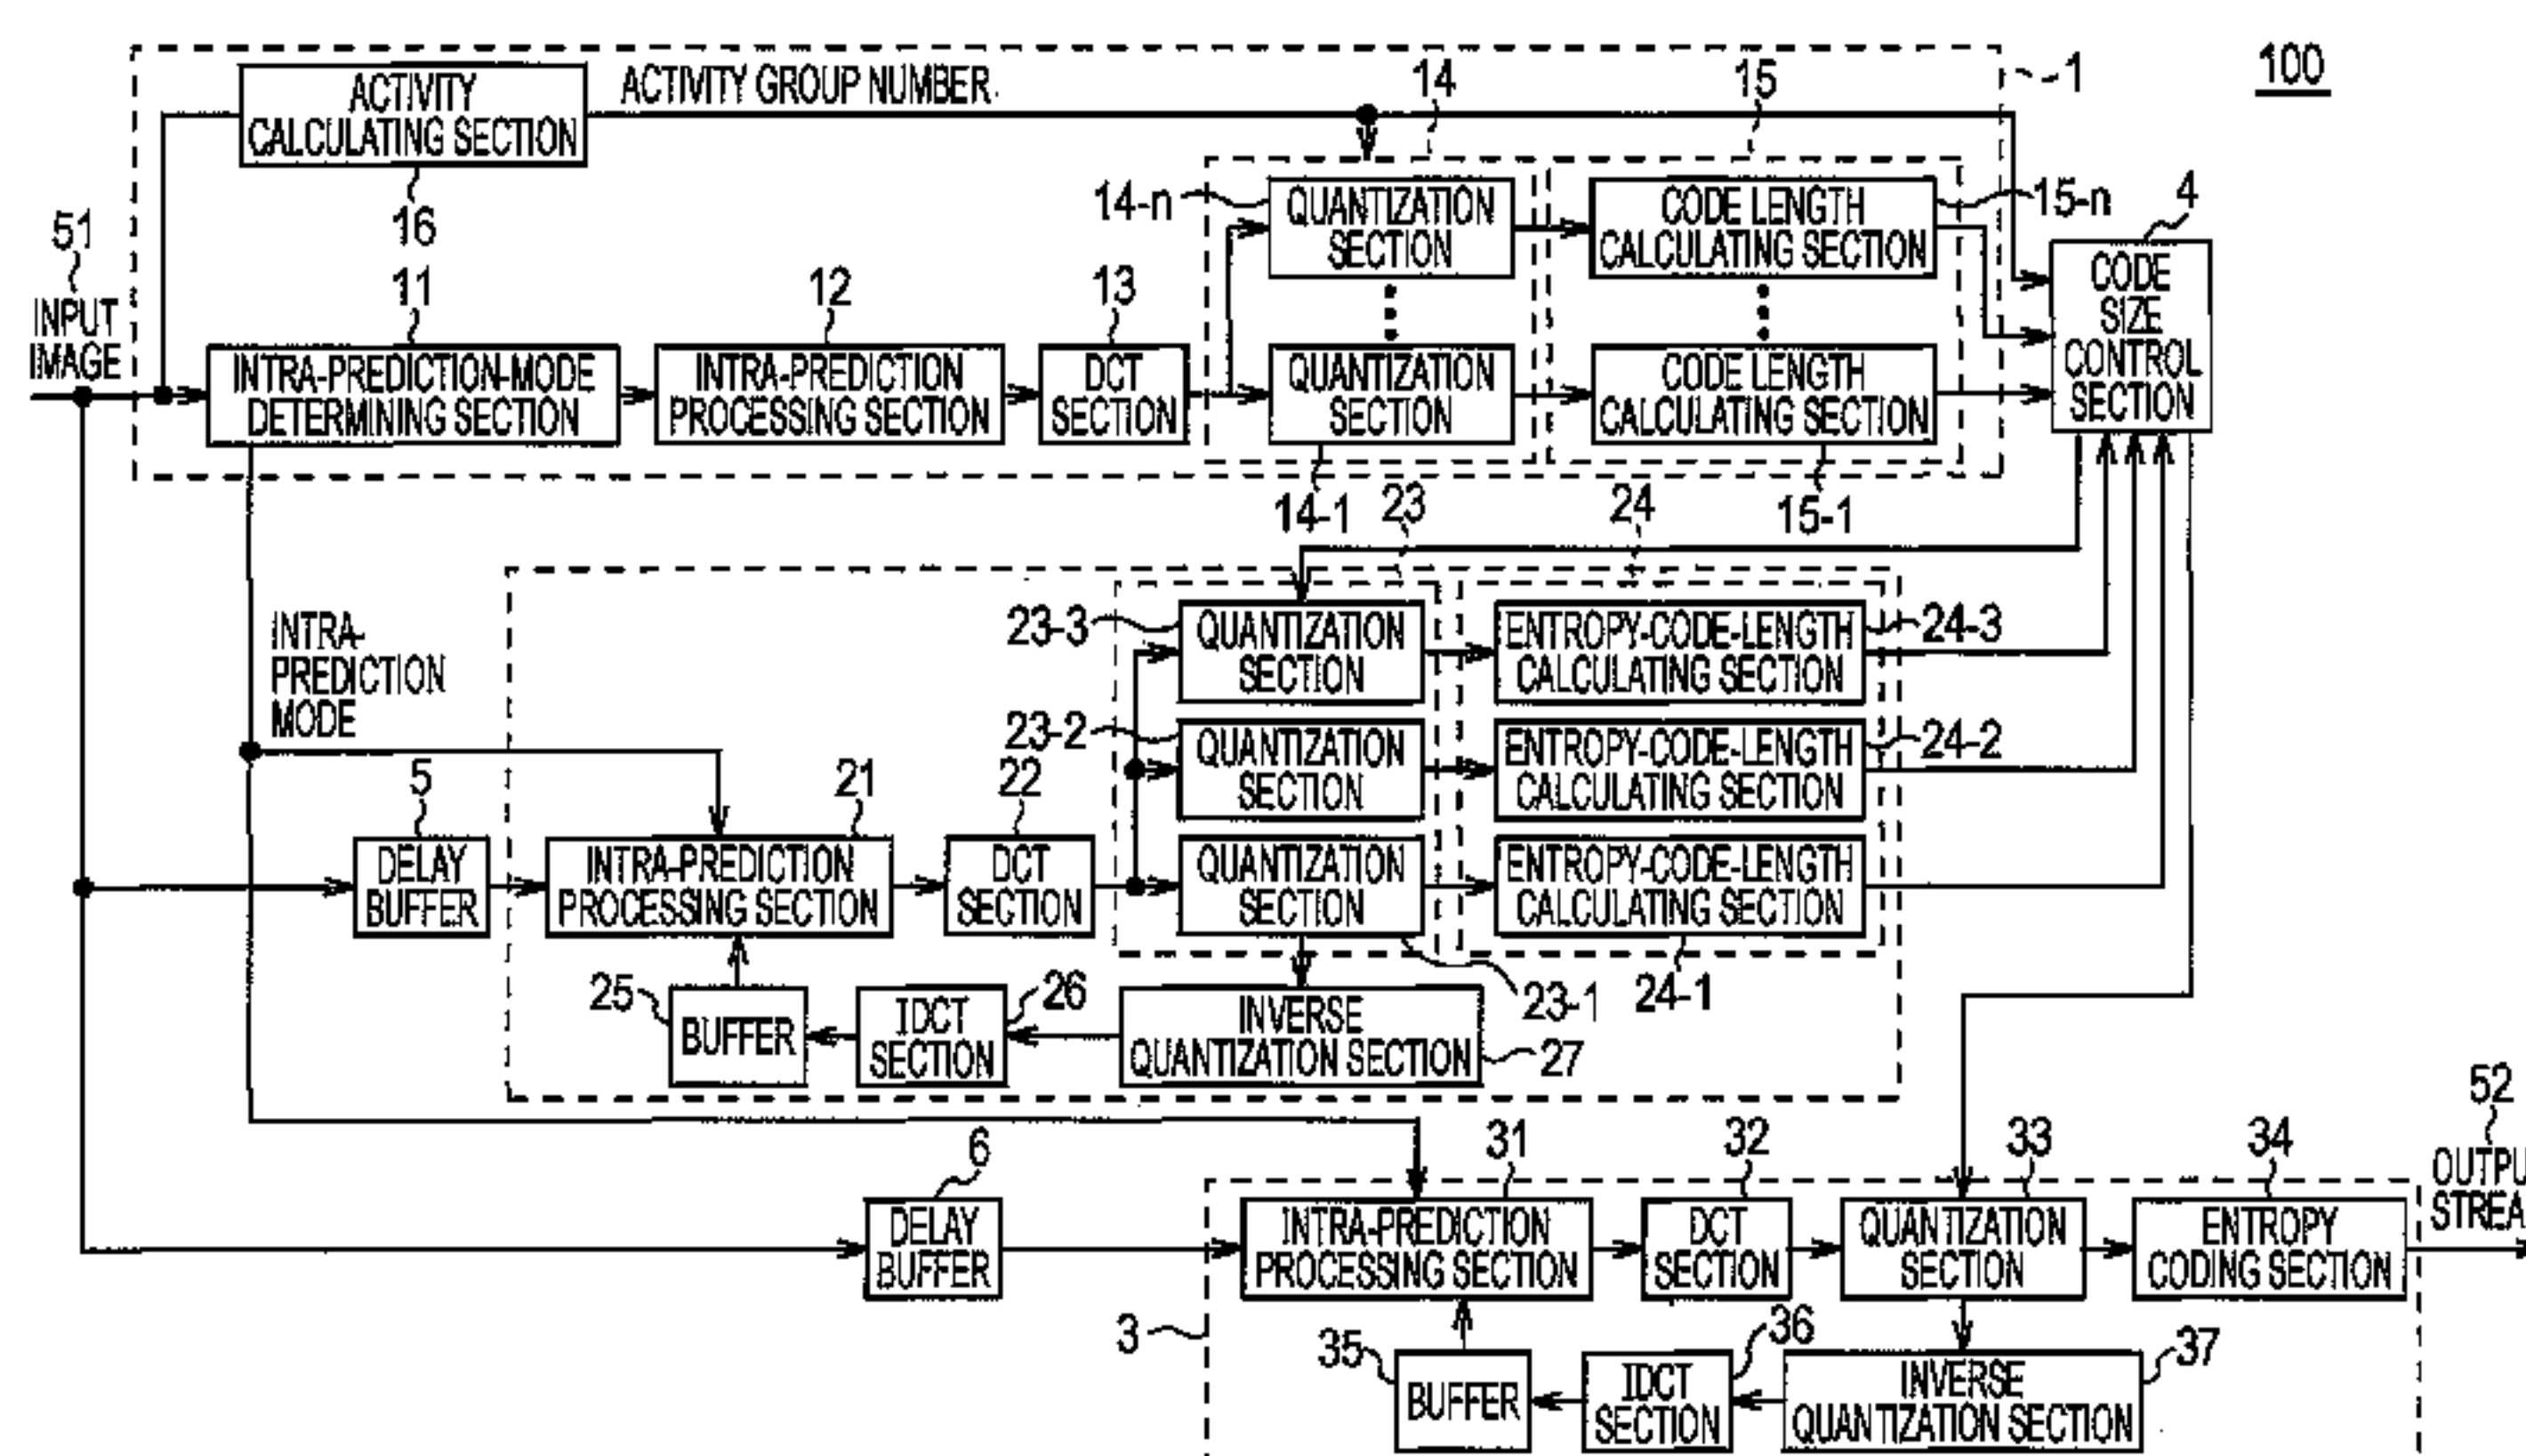 100
1
ACTIVITY
CALCULATING SECTION
16
ACTIVITY GROUP NUMBER
14
15
51
INPUT
IMAGE
11
INTRA-PREDICTION-MODE
DETERMINING SECTION
12
INTRA-PREDICTION
PROCESSING SECTION
13
DCT
SECTION
14-n
QUANTIZATION
SECTION
CODE LENGTH
CALCULATING SECTION
15-n
4
CODE
SIZE
CONTROL
SECTION
QUANTIZATION
SECTION
CODE LENGTH
CALCULATING SECTION
14-1
23
24
15-1
INTRA-
PREDICTION
MODE
23-3
QUANTIZATION
SECTION
ENTROPY-CODE-LENGTH
CALCULATING SECTION
24-3
23-2
QUANTIZATION
SECTION
ENTROPY-CODE-LENGTH
CALCULATING SECTION
24-2
5
DELAY
BUFFER
21
INTRA-PREDICTION
PROCESSING SECTION
22
DCT
SECTION
QUANTIZATION
SECTION
ENTROPY-CODE-LENGTH
CALCULATING SECTION
23-1
24-1
25
BUFFER
26
IDCT
SECTION
INVERSE
QUANTIZATION SECTION
27
6
DELAY
BUFFER
3
31
INTRA-PREDICTION
PROCESSING SECTION
32
DCT
SECTION
33
QUANTIZATION
SECTION
34
ENTROPY
CODING SECTION
52
OUTPU
STREA
35
BUFFER
36
IDCT
SECTION
INVERSE
QUANTIZATION SECTION
37